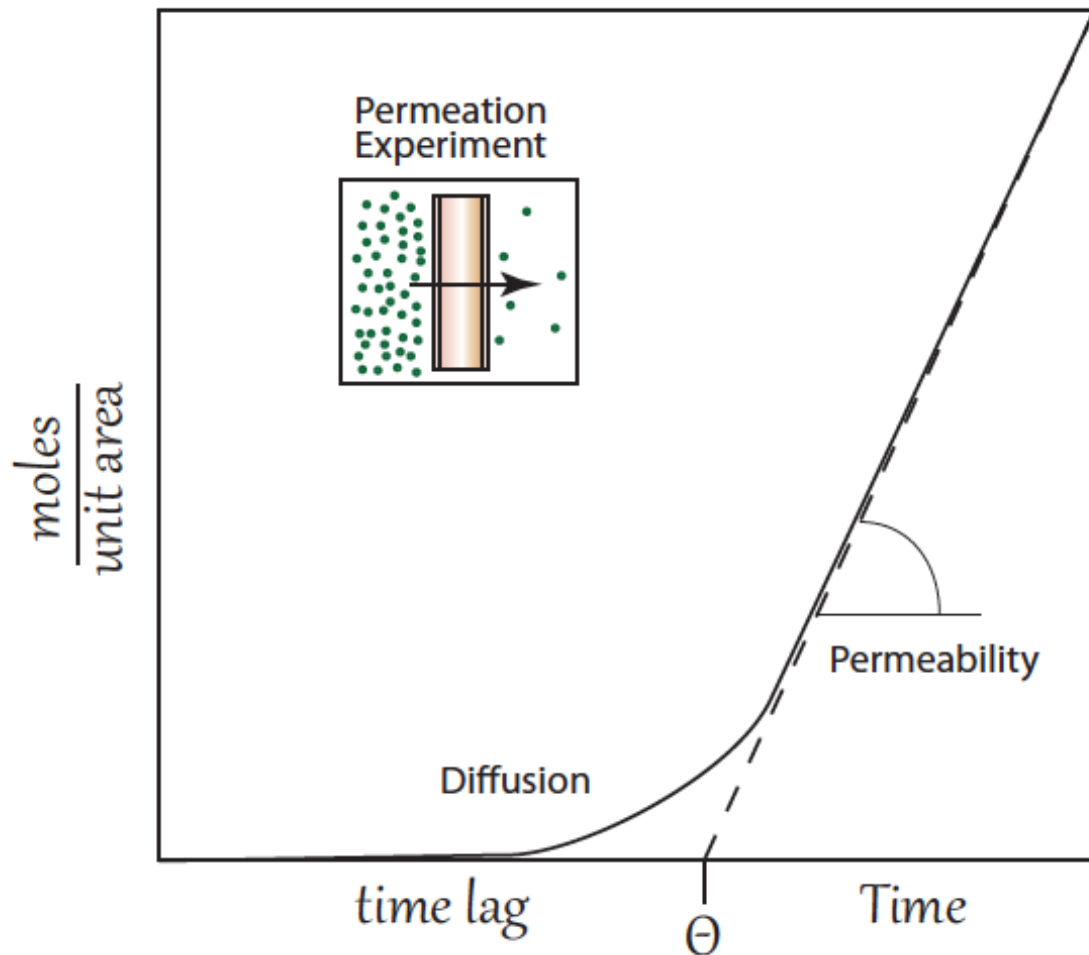 Permeation
Experiment
moles
unit area
Permeability
Diffusion
time lag
Θ
Time